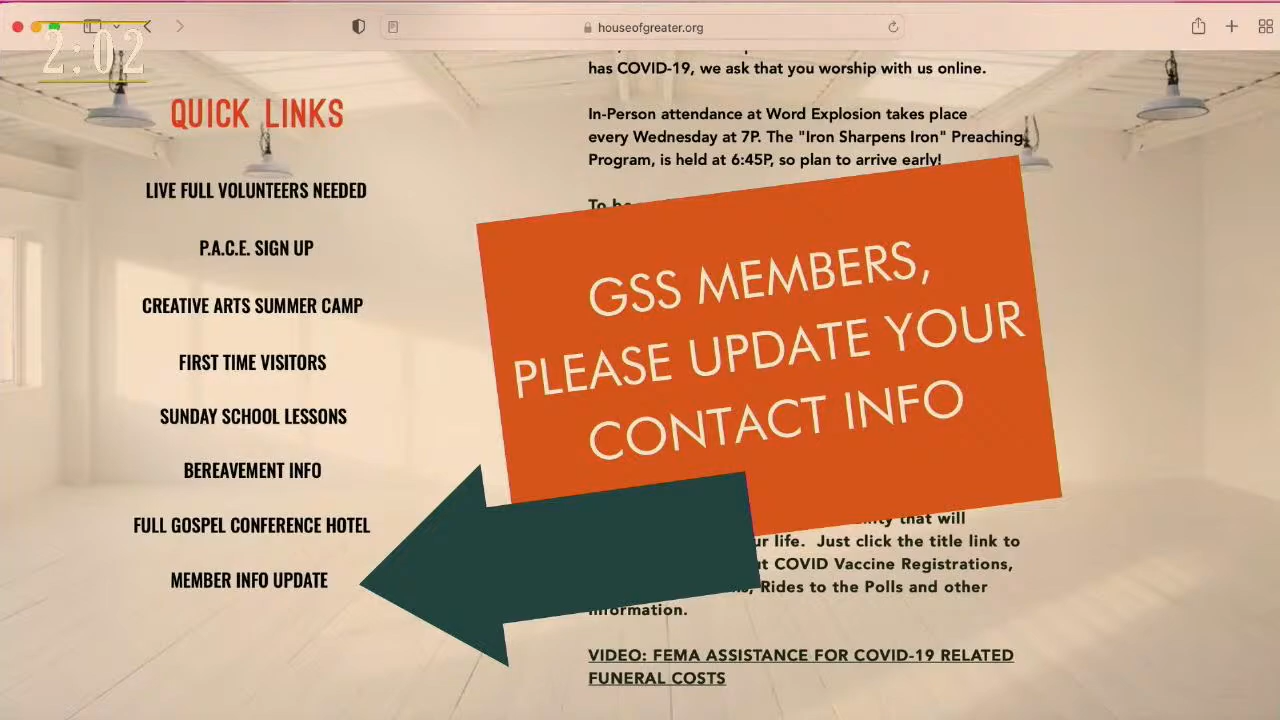 houseofgreater.org
2:02
QUICK LINKS
LIVE FULL VOLUNTEERS NEEDED
P.A.C.E. SIGN UP
CREATIVE ARTS SUMMER CAMP
FIRST TIME VISITORS
SUNDAY SCHOOL LESSONS
BEREAVEMENT INFO
FULL GOSPEL CONFERENCE HOTEL
MEMBER INFO UPDATE
has COVID-19, we ask that you worship with us online.
In-Person attendance at Word Explosion takes place
every Wednesday at 7P. The "Iron Sharpens Iron" Preaching
Program, is held at 6:45P, so plan to arrive early!
GSS MEMBERS,
PLEASE UPDATE YOUR
CONTACT INFO
that will
life. Just click the title link to
COVID Vaccine Registrations,
Rides to the Polls and other
information.
VIDEO: FEMA ASSISTANCE FOR COVID-19 RELATED
FUNERAL COSTS